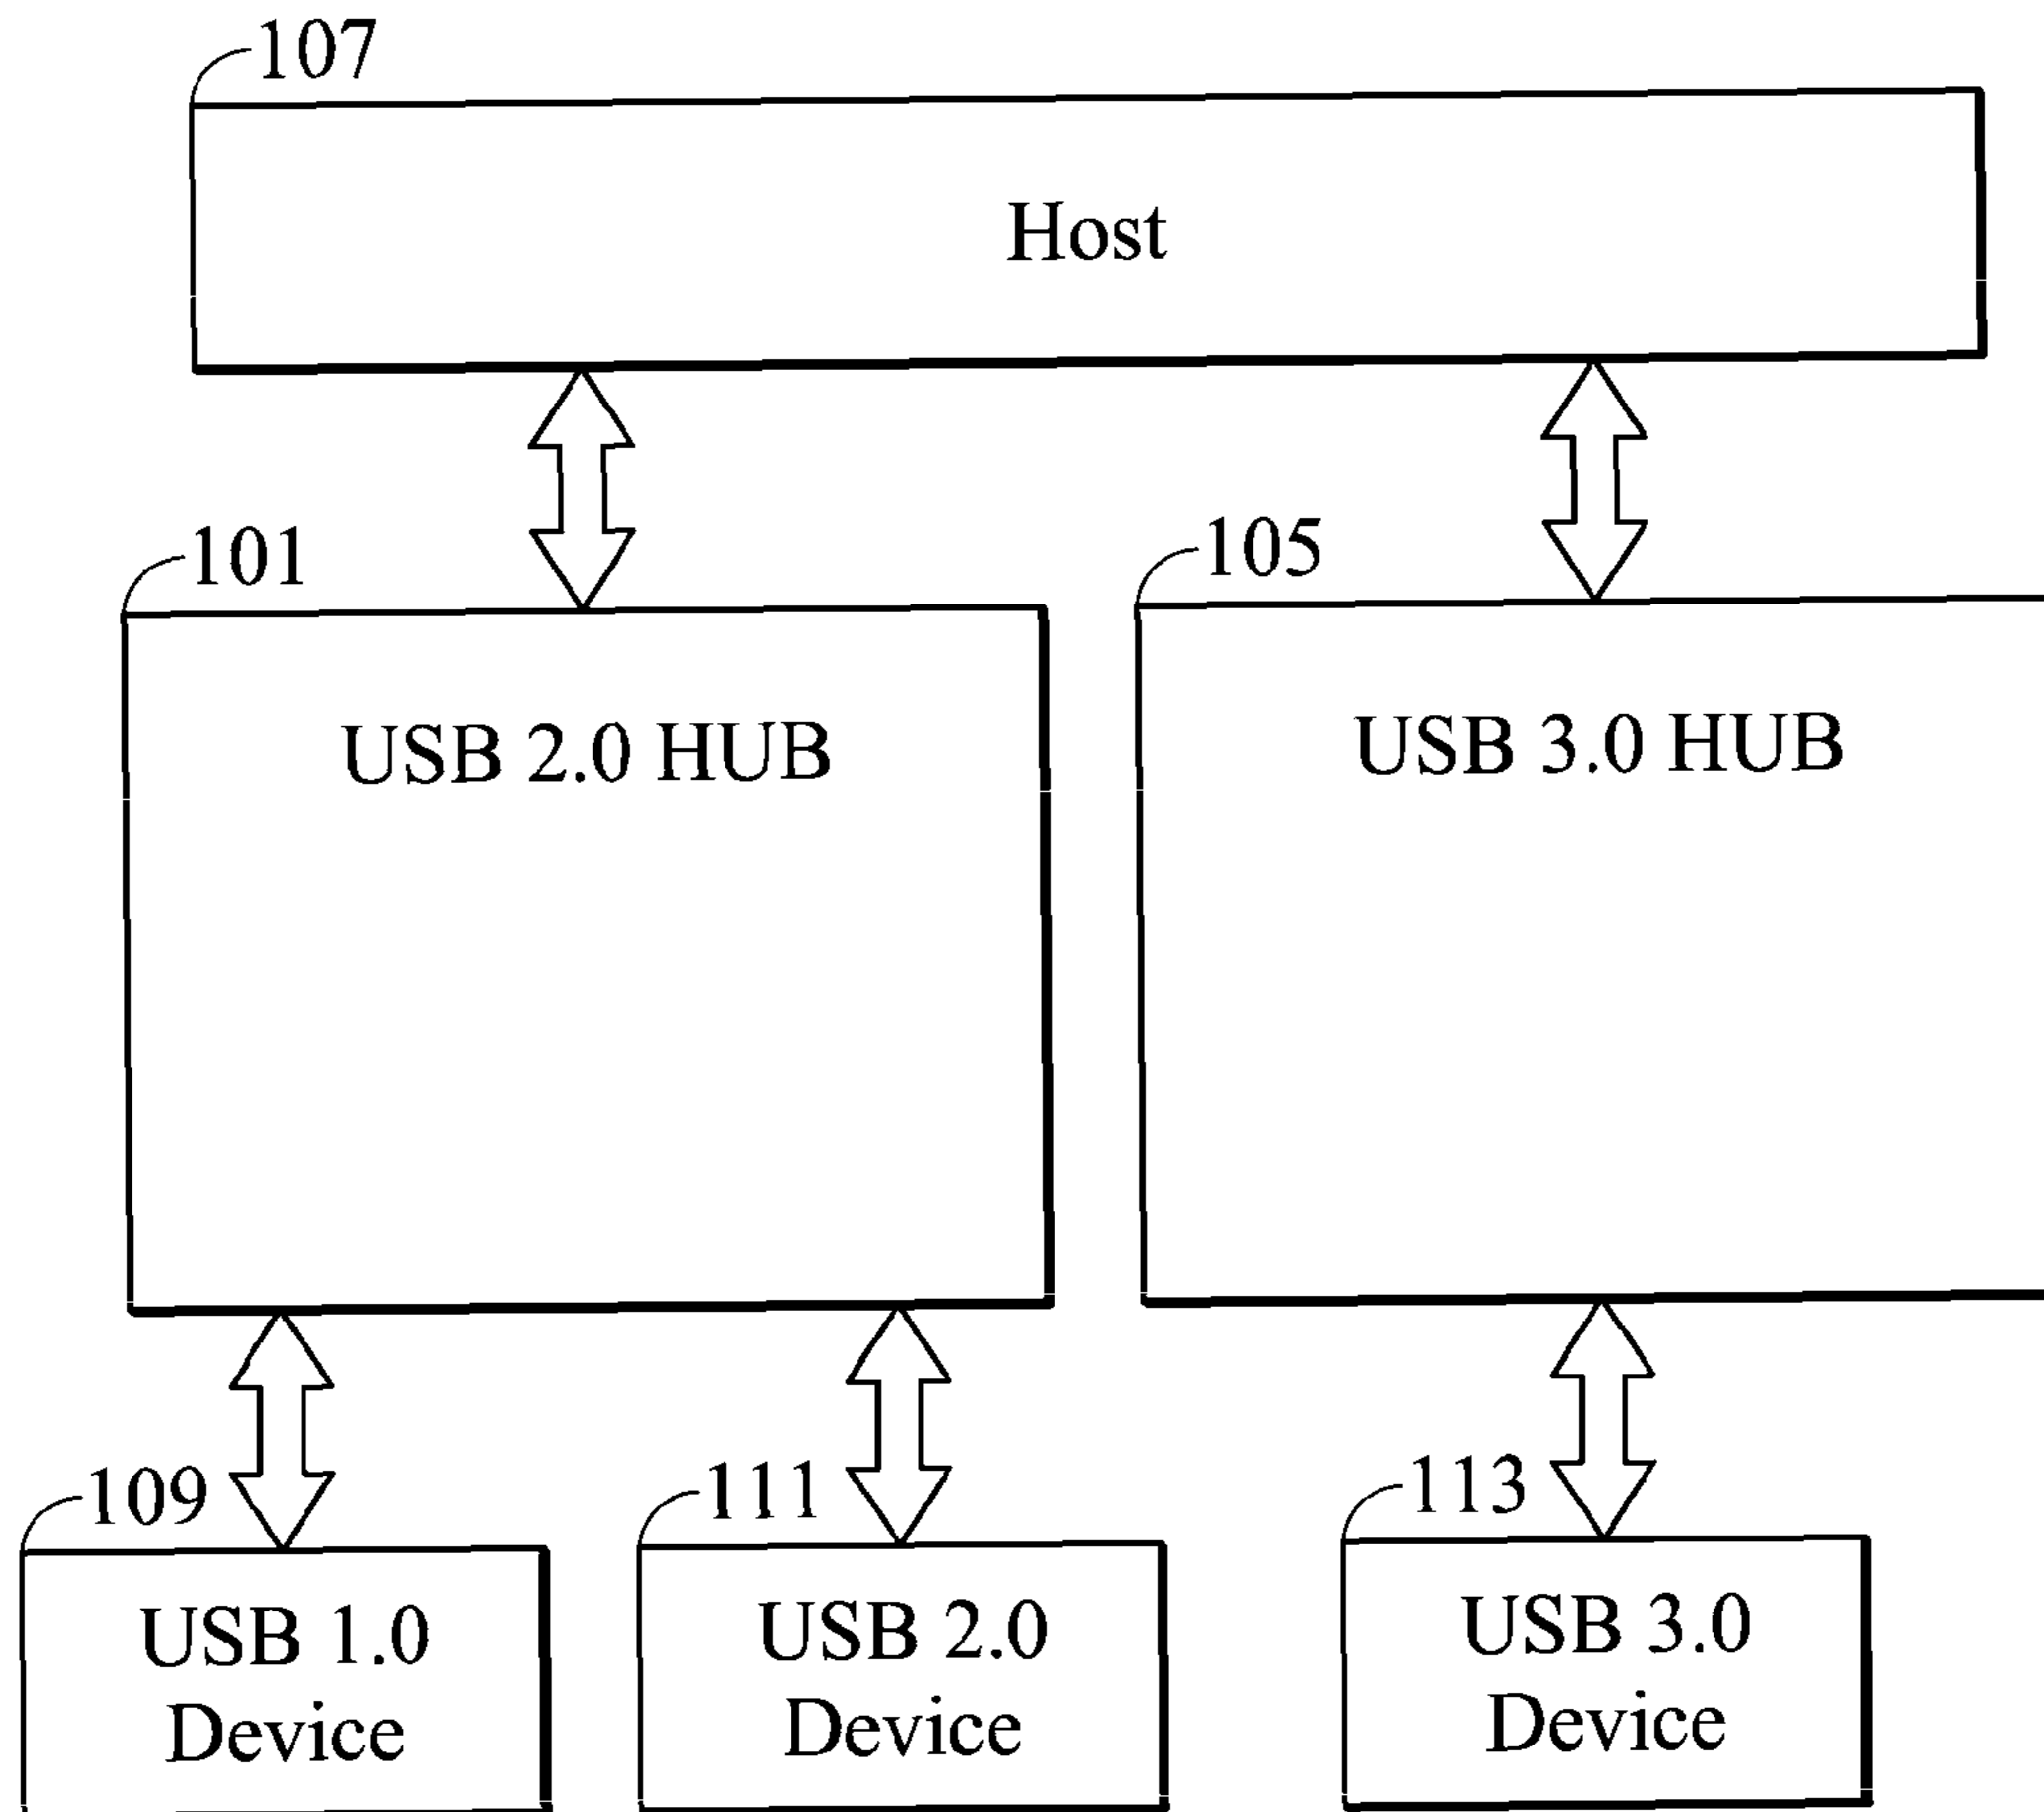 107
Host
101
105
USB 2.0 HUB
USB 3.0 HUB
109
111
113
USB 1.0
Device
USB 2.0
Device
USB 3.0
Device